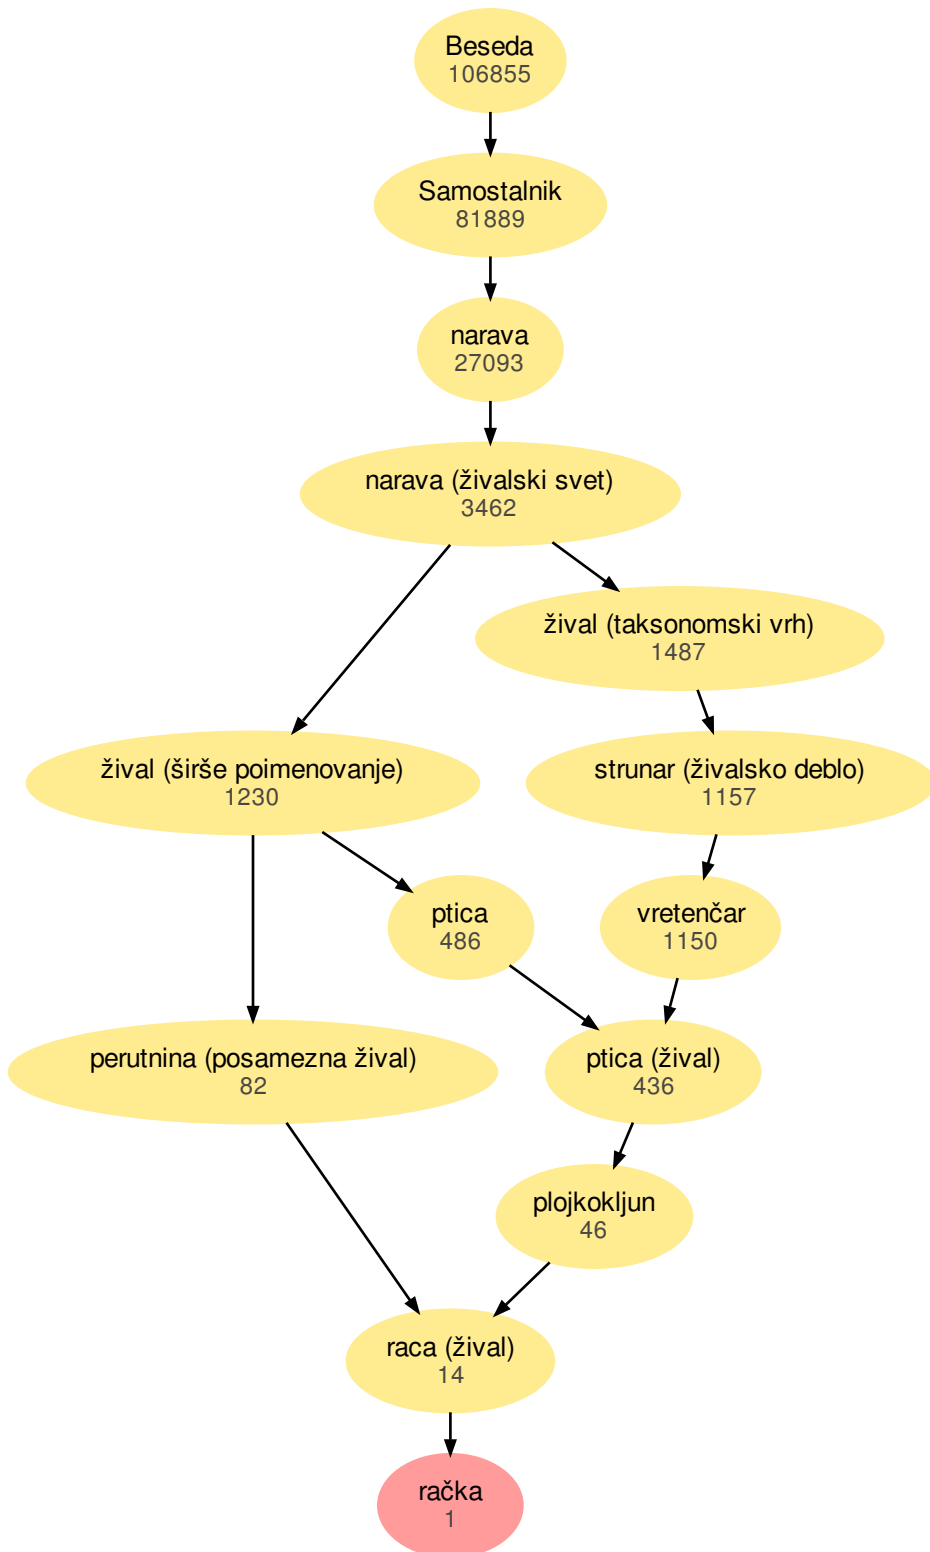 Beseda
106855
Samostalnik
81889
narava
27093
narava (živalski svet)
3462
žival (taksonomski vrh)
1487
žival (širše poimenovanje)
1230
strunar (živalsko deblo)
1157
ptica
486
vretenčar
1150
perutnina (posamezna žival)
82
ptica (žival)
436
plojkokljun
46
raca (žival)
14
račka
1